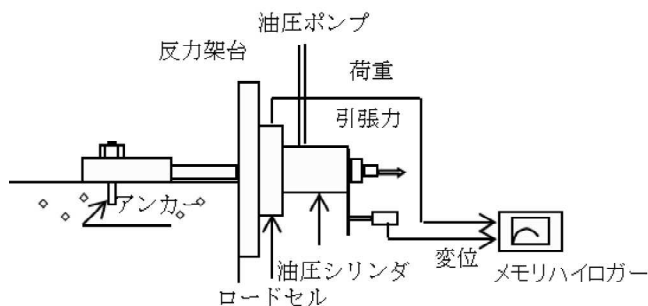 油圧ポンプ
反力架台
荷重
引張力
アンカー
変位
油圧シリンダ
メモリハイロガー
ロードセル